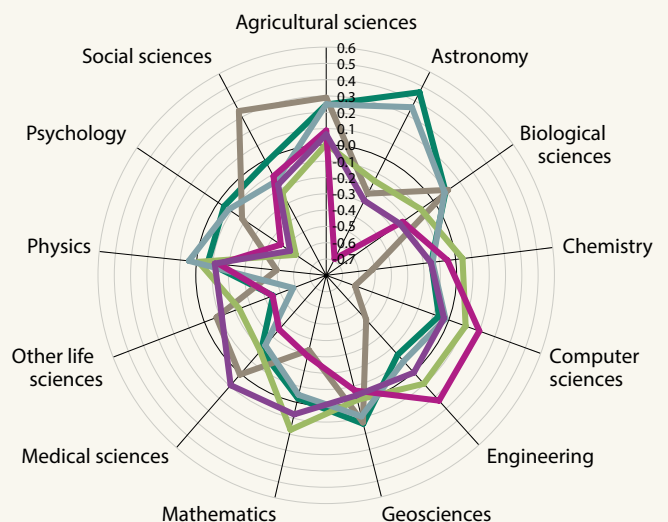 Agricultural sciences
Social sciences
Astronomy
Psychology
Biological
sciences
Physics
Chemistry
Other life
sciences
Computer
sciences
Medical sciences
Engineering
Mathematics
Geosciences
0.6
0.5
0.4
0.3
0.2
0.1
0.0
-0.1
-0.2
-0.3
-0.4
-0.5
0.6
0.7